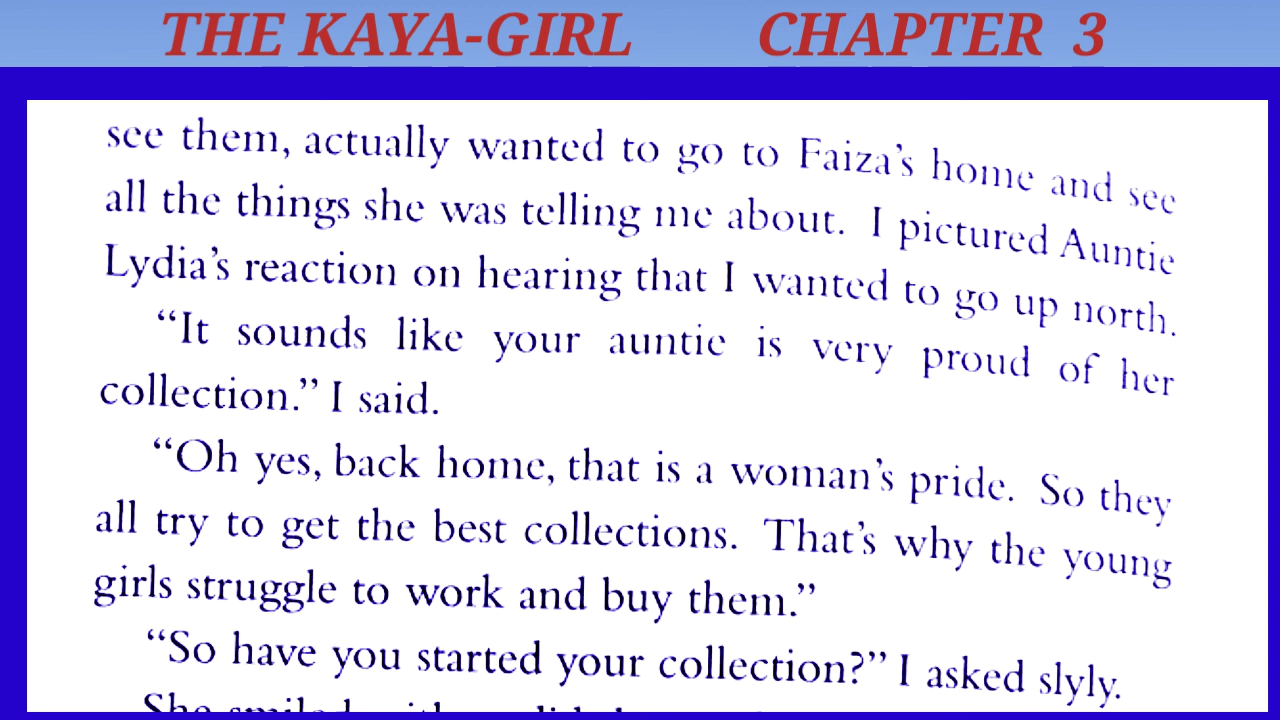 THE KAYA-GIRL CHAPTER 3
see them, actually wanted to go to Faiza's home and see
all the things she was telling me about. I pictured Auntie
Lydia's reaction on hearing that I wanted to go up north.
“It sounds like your auntie is very proud of her
collection.” I said.
“Oh yes, back home, that is a woman's pride. So they
all try to get the best collections. That's why the young
girls struggle to work and buy them.”
“So have you started your collection?” I asked slyly.
She smiled